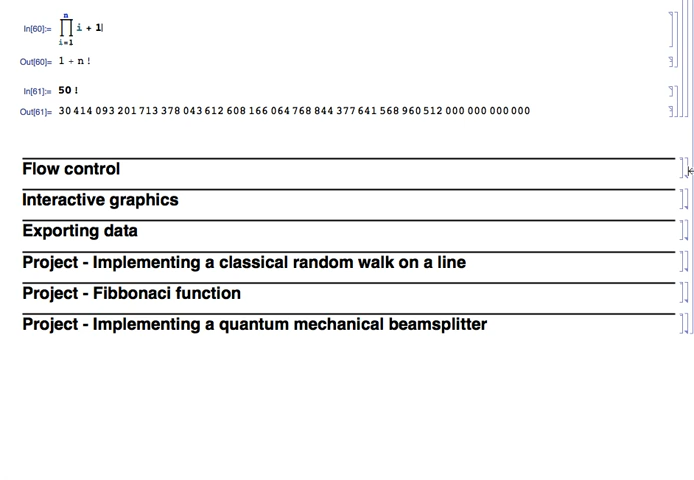 n
In[60]:= ∏ i + 1
i=1
Out[60]= 1 + n !
In[61]:= 50 !
Out[61]= 30 414 093 201 713 378 043 612 608 166 064 768 844 377 641 568 960 512 000 000 000 000
Flow control
Interactive graphics
Exporting data
Project - Implementing a classical random walk on a line
Project - Fibbonaci function
Project - Implementing a quantum mechanical beamsplitter